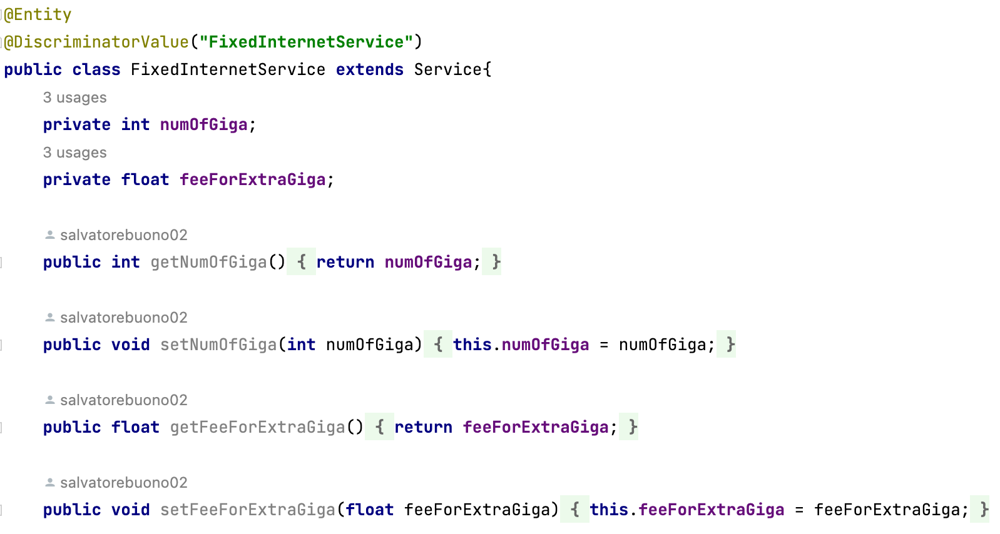 @Entity
@DiscriminatorValue("FixedInternetService")
public class FixedInternetService extends Service{
3 usages
private int numOfGiga;
3 usages
private float feeForExtraGiga;
salvatorebuono02
public int getNumOfGiga() { return numOfGiga; }
salvatorebuono02
public void setNumOfGiga(int numOfGiga) { this.numOfGiga = numOfGiga; }
salvatorebuono02
public float getFeeForExtraGiga() { return feeForExtraGiga; }
salvatorebuono02
public void setFeeForExtraGiga(float feeForExtraGiga) { this.feeForExtraGiga = feeForExtraGiga; }